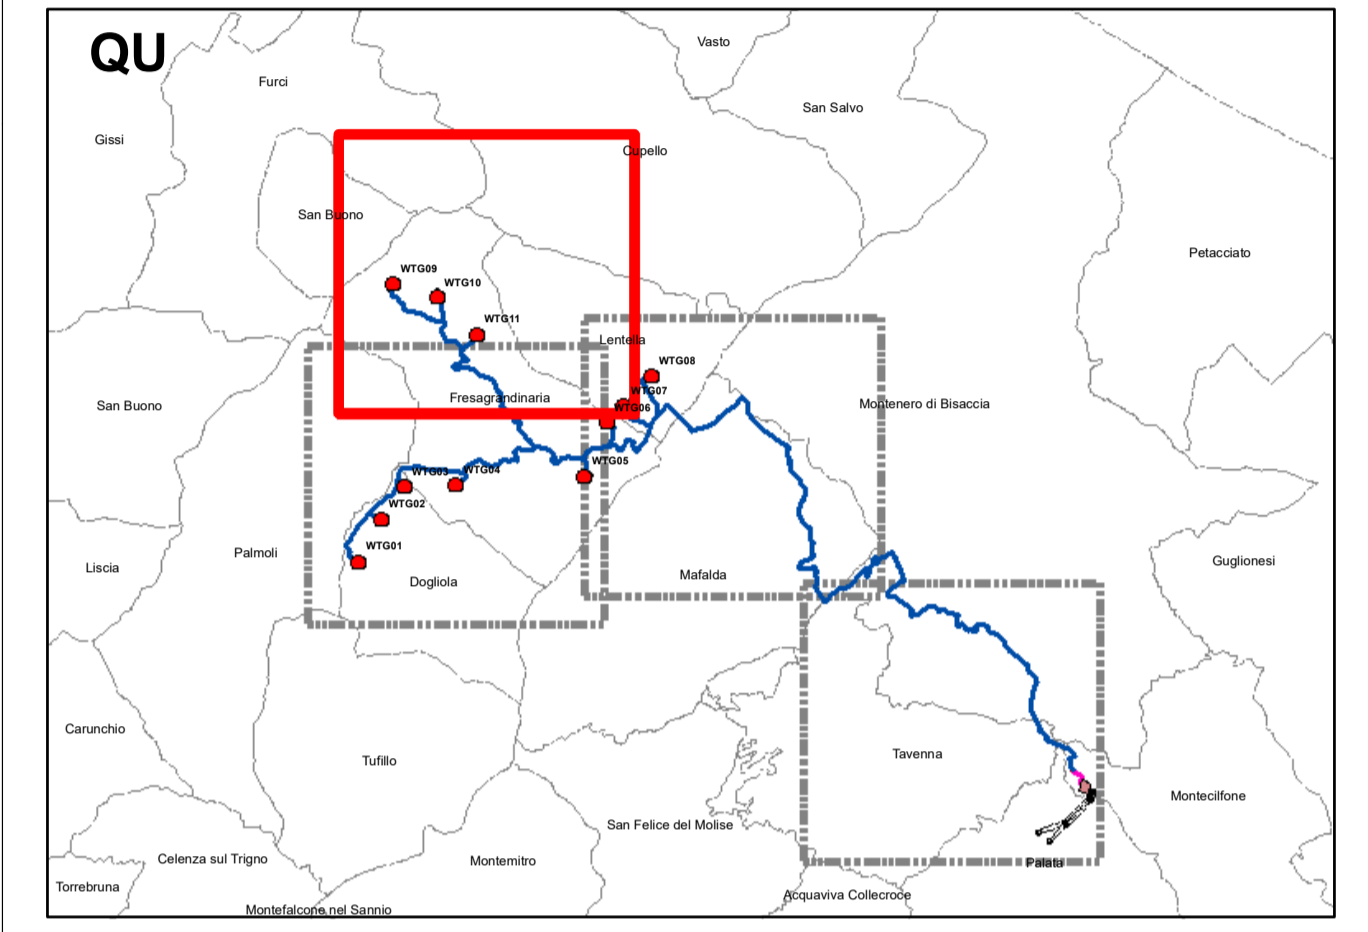 QU
Vasto
Furci
San Salvo
Gissi
Cupello
San Buono
Petacciato
WTG09
WTG10
WTG11
Lentella
WTG08
WTG07
Fresagrandinaria
San Buono
Montenero di Bisaccia
WTG06
WTG05
WTG03
WTG04
WTG02
WTG01
Palmoli
Guglionesi
Liscia
Mafalda
Dogliola
Carunchio
Tavenna
Tufillo
Montecilfone
San Felice del Molise
Celenza sul Trigno
Montemitro
Palata
Torrebruna
Acquaviva Collecroce
Montefalcone nel Sannio